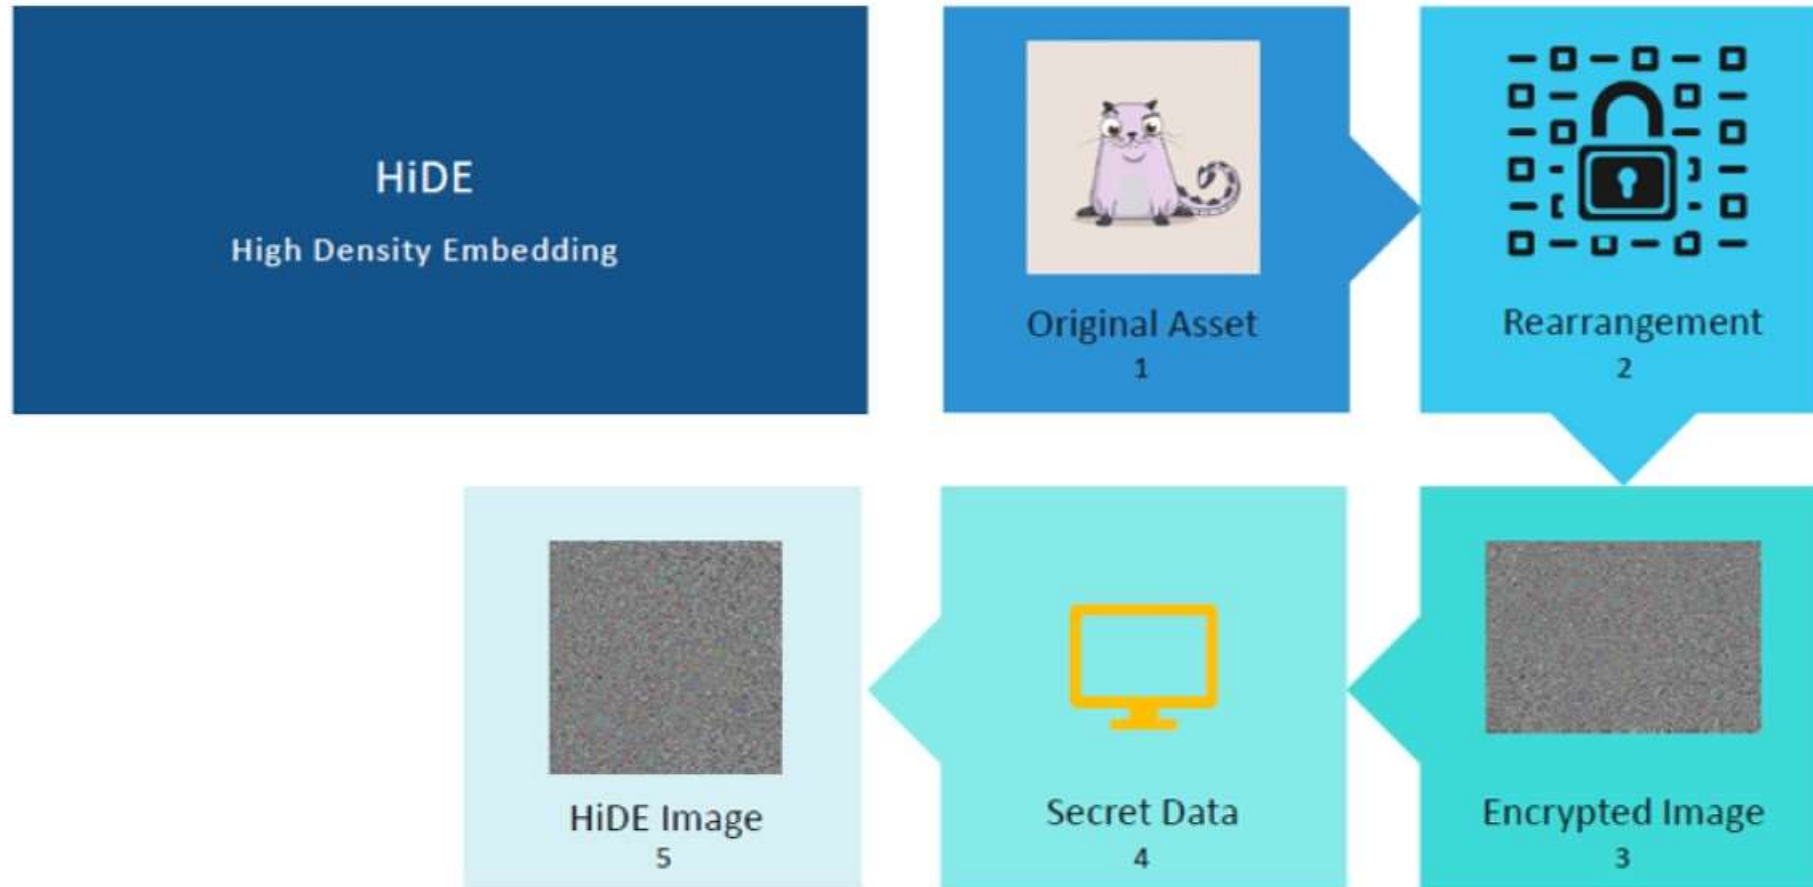 HiDE
High Density Embedding
Original Asset
1
Rearrangement
2
Encrypted Image
3
Secret Data
4
HiDE Image
5